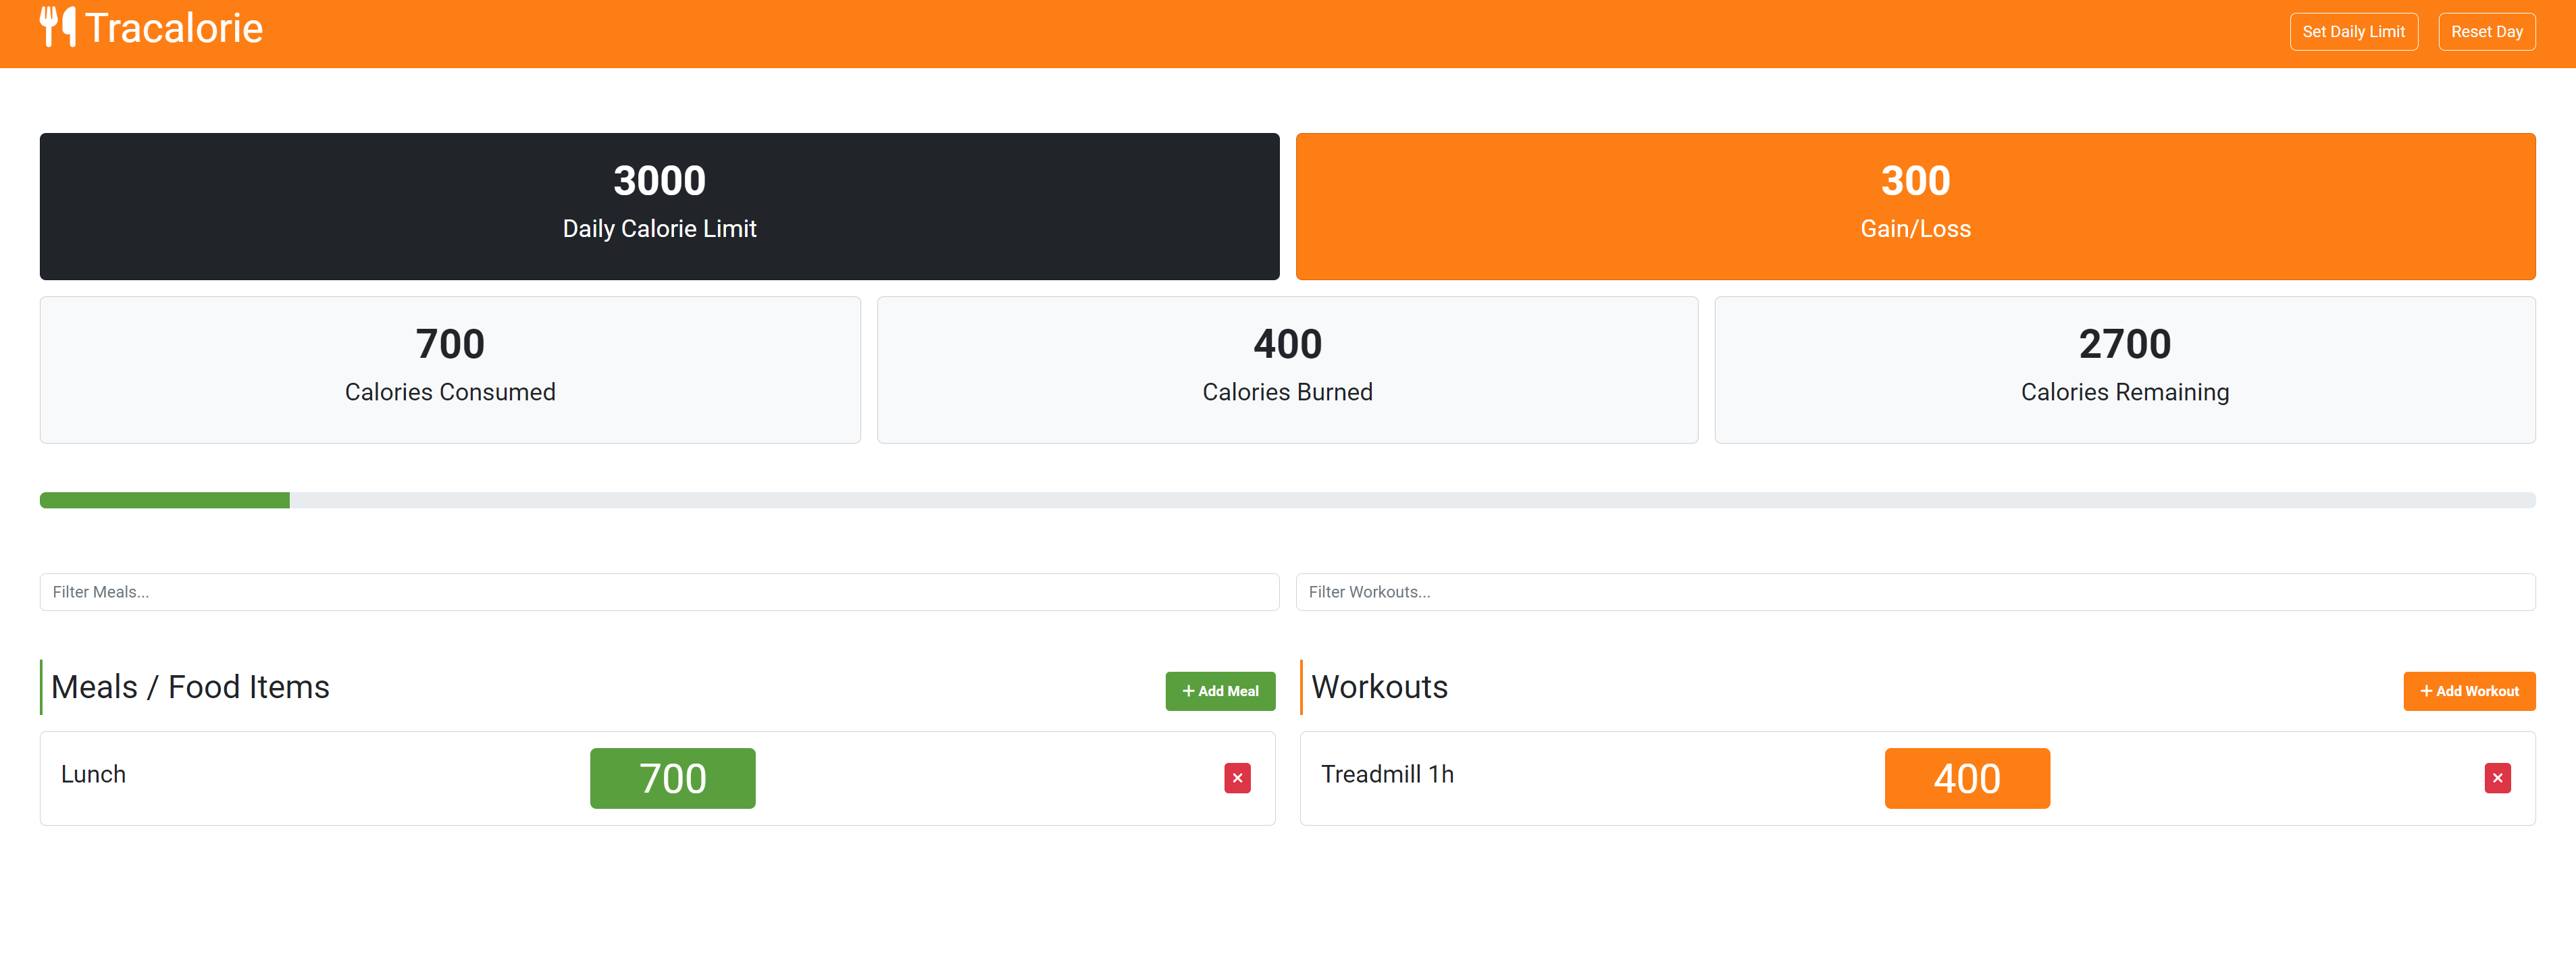 Tracalorie
Set Daily Limit
Reset Day
3000
Daily Calorie Limit
300
Gain/Loss
700
Calories Consumed
400
Calories Burned
2700
Calories Remaining
Filter Meals...
Filter Workouts...
Meals / Food Items
+ Add Meal
Workouts
+ Add Workout
Lunch
700
Treadmill 1h
400